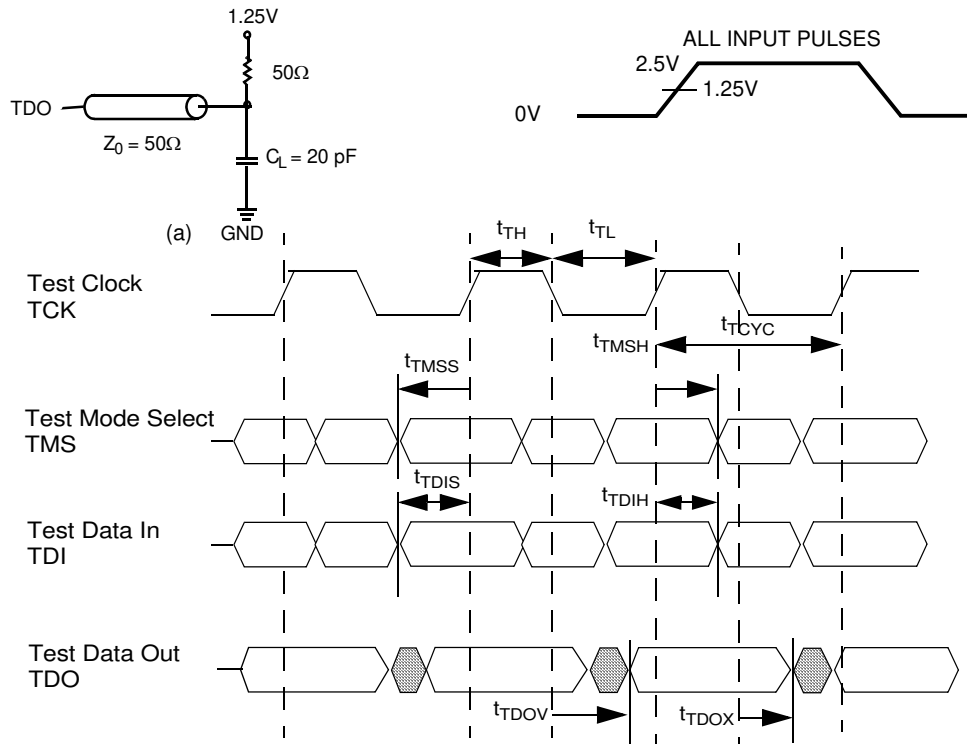 1.25V
ALL INPUT PULSES
50Ω
2.5V
1.25V
TDO
0V
Z0 = 50Ω
CL = 20 pF
(a)
GND
tTH
tTL
Test Clock
TCK
tTCYC
tTMSH
tTMSS
Test Mode Select
TMS
tTDIS
tTDIH
Test Data In
TDI
Test Data Out
TDO
tTDOV
tTDOX